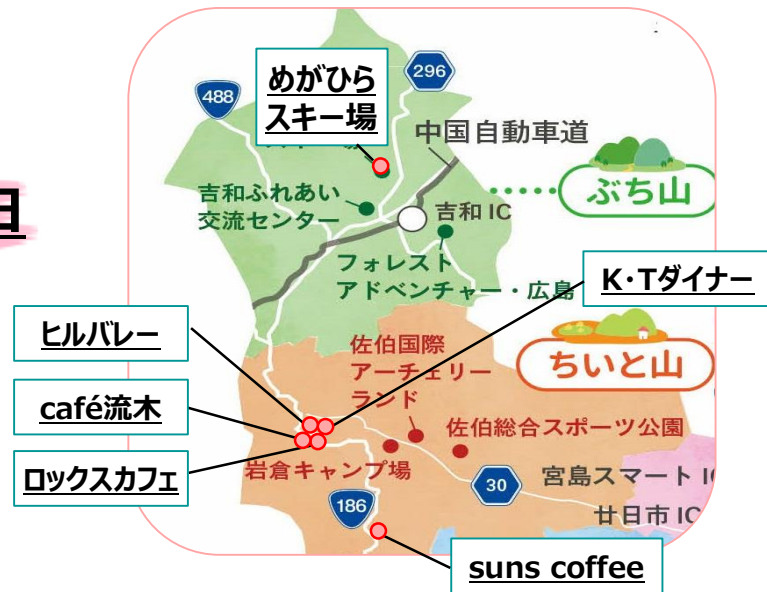 めがひら
スキー場
296
488
中国自動車道
ぶち山
吉和ふれあい
交流センター
吉和 IC
フォレスト
アドベンチャー・広島
K・Tダイナー
ヒルバレー
佐伯国際
アーチェリー
ランド
ちいと山
café流木
佐伯総合スポーツ公園
ロックスカフェ
岩倉キャンプ場
30
宮島スマート I
186
廿日市 IC
suns coffee